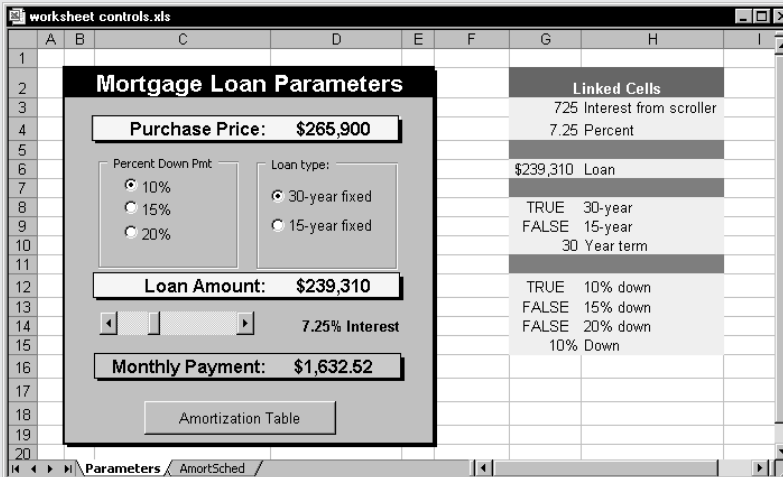 worksheet controls.xls
A B C D E F G H I
1
2 Mortgage Loan Parameters Linked Cells
3 725 Interest from scroller
4 Purchase Price: $265,900 7.25 Percent
5
6 Percent Down Pmt Loan type: $239,310 Loan
7 10%
8 30-year fixed TRUE 30-year
9 15% 15-year fixed FALSE 15-year
10 20% 30 Year term
11
12 Loan Amount: $239,310 TRUE 10% down
13 FALSE 15% down
14 7.25% Interest FALSE 20% down
15 10% Down
16 Monthly Payment: $1,632.52
17
18 Amortization Table
19
20
Parameters AmortSched